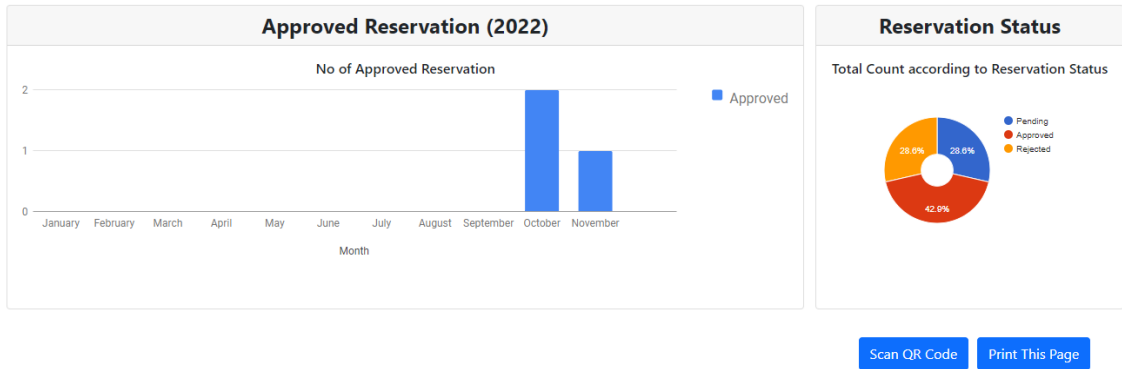 Approved Reservation (2022)
No of Approved Reservation
2
1
0
Approved
January February March April May June July August September October November
Month
Reservation Status
Total Count according to Reservation Status
Pending
Approved
Rejected
28.6% 28.6%
42.9%
Scan QR Code Print This Page